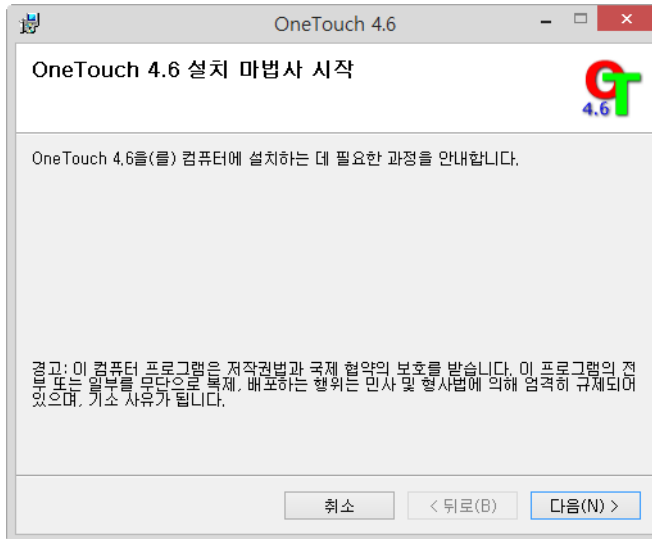 OneTouch 4.6
OneTouch 4.6 설치 마법사 시작
OT
4.6
OneTouch 4.6을(를) 컴퓨터에 설치하는 데 필요한 과정을 안내합니다.
경고: 이 컴퓨터 프로그램은 저작권법과 국제 협약의 보호를 받습니다. 이 프로그램의 전
부 또는 일부를 무단으로 복제, 배포하는 행위는 민사 및 형사법에 의해 엄격히 규제되어
있으며, 기소 사유가 됩니다.
취소
< 뒤로(B)
다음(N) >